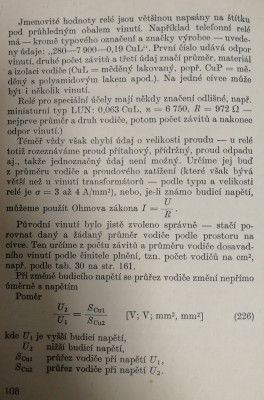 Jmenovité hodnoty relé jsou většinou napsány na štítku
pod průhledným obalem vinutí. Například telefonní relé
má — kromě typového označení a značky výrobce — uvede-
ny údaje: „280—7 900—0,19 CuL“. První číslo udává odpor
vinutí, druhé počet závitů a třetí údaj značí průměr, materiál
a izolaci vodiče (CuL = měděný lakovaný, popř. CuP = mě-
děný s polyamidovým lakem apod.). Na jedné cívce může
být i několik vinutí.
Relé pro speciální účely mají někdy značení odlišné, např.
miniaturní typ LUN: 0,063 CuL, n = 6 750, R = 972 Ω —
nejprve průměr a druh vodiče, potom počet závitů a nakonec
odpor vinutí.)
Téměř vždy však chybí údaj o velikosti proudu — u relé
totiž rozeznáváme proud přítahový, přídržný, proud odpadu
aj., takže jednoznačný údaj není možný. Určíme jej buď
z průměru vodiče a proudového zatížení (které však bývá
větší než u vinutí transformátorů — podle typu a velikosti
relé je σ = 3 až 4 A/mm²), nebo, je-li známo budicí napětí,
můžeme použít Ohmova zákona I = U/R.
Původní vinutí bylo jistě zvoleno správně — stačí po-
rovnat daný a žádaný průměr vodiče podle prostoru na
cívce. Ten určíme z počtu závitů a průměru vodiče dosavad-
ního vinutí podle činitele plnění, tzn. počet vodičů na cm²,
např. podle tab. 30 na str. 161.
Při změně budicího napětí se průřez vodiče změní nepřímo
úměrně s napětím
Poměr
U₂/U₁ = S_Cu1/S_Cu2 [V; V; mm², mm²] (226)
kde U₁ je vyšší budicí napětí,
U₂ nižší budicí napětí,
S_Cu1 průřez vodiče při napětí U₁,
S_Cu2 průřez vodiče při napětí U₂.
168